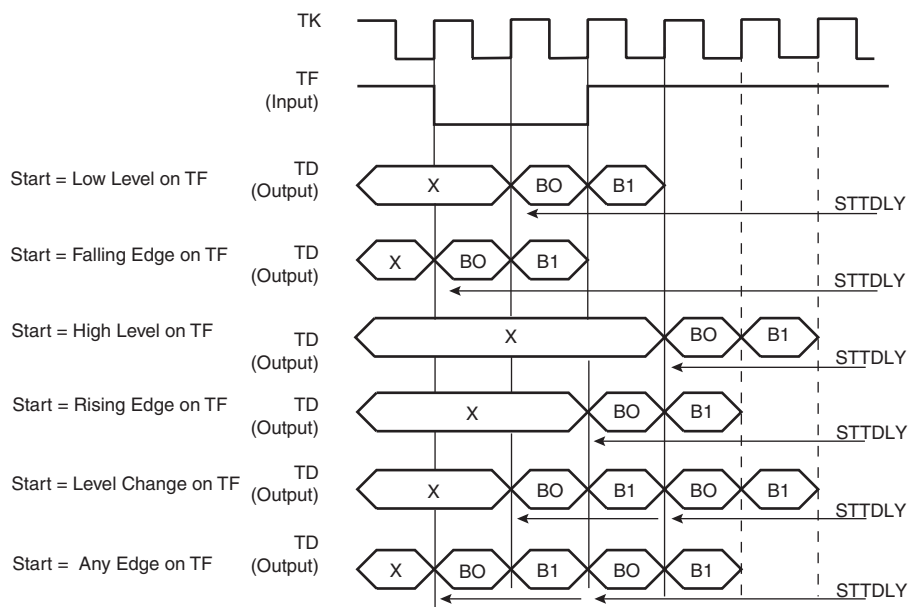 TK
TF
(Input)
Start = Low Level on TF
TD
(Output)
X
BO
B1
STTDLY
Start = Falling Edge on TF
TD
(Output)
X
BO
B1
STTDLY
Start = High Level on TF
TD
(Output)
X
BO
B1
STTDLY
Start = Rising Edge on TF
TD
(Output)
X
BO
B1
STTDLY
Start = Level Change on TF
TD
(Output)
X
BO
B1
BO
B1
STTDLY
Start = Any Edge on TF
TD
(Output)
X
BO
B1
BO
B1
STTDLY